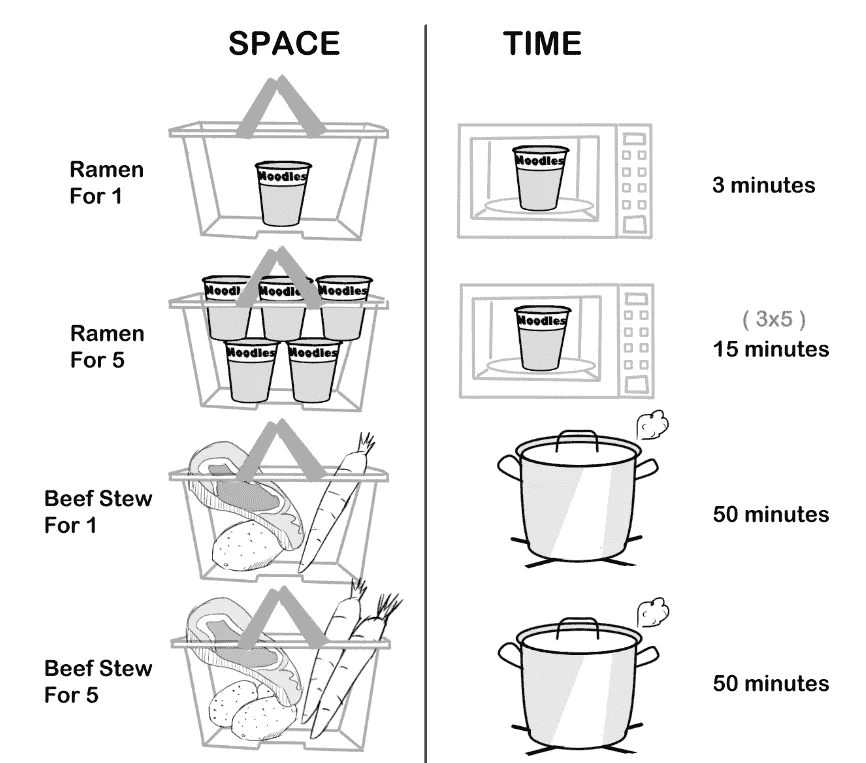 SPACE
TIME
Ramen
For 1
Noodles
Noodles
3 minutes
Ramen
For 5
Noodles
Noodles
Noodles
Noodles
Noodles
Noodles
( 3x5 )
15 minutes
Beef Stew
For 1
50 minutes
Beef Stew
For 5
50 minutes